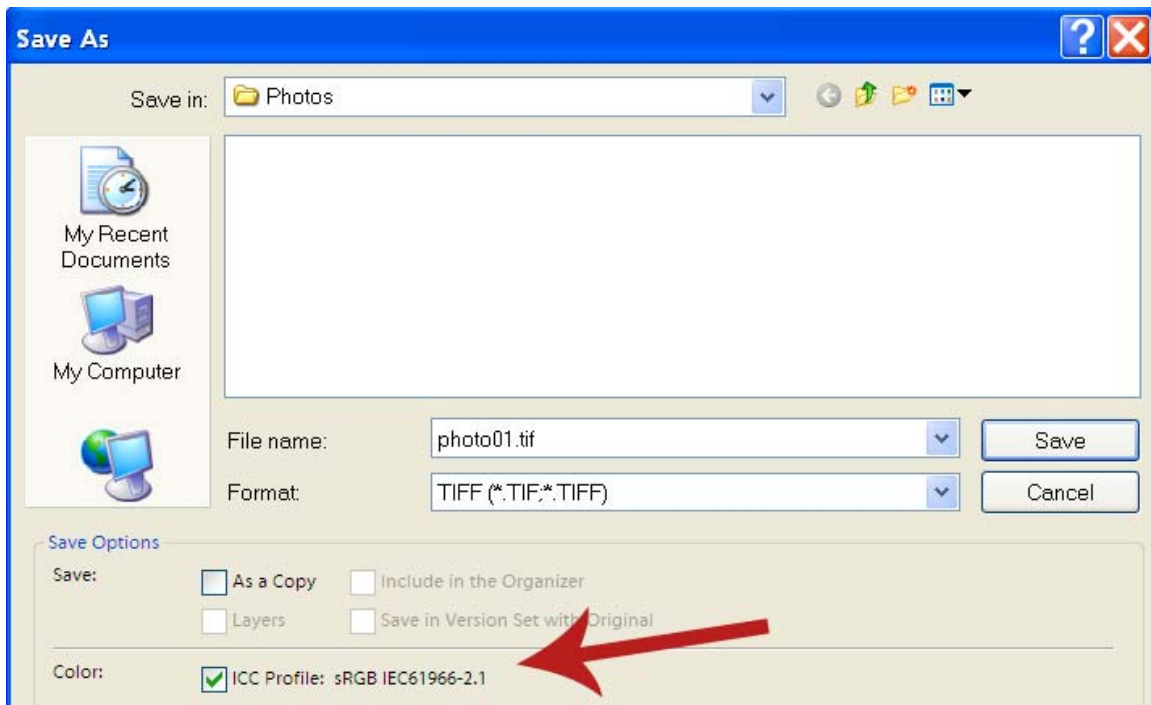 Save As
Save in: Photos
My Recent
Documents
My Computer
File name: photo01.tif Save
Format: TIFF (*.TIF;*.TIFF) Cancel
Save Options
Save: As a Copy Include in the Organizer
Layers Save in Version Set with Original
Color: ICC Profile: sRGB IEC61966-2.1